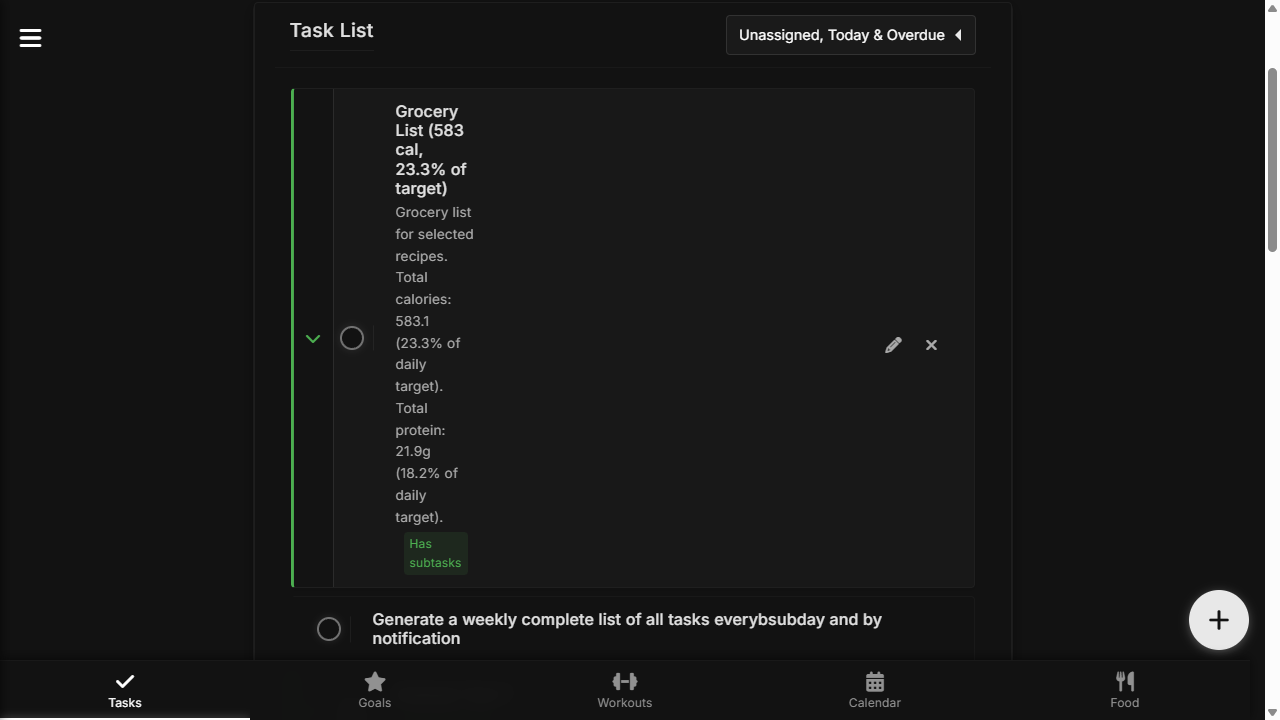 Task List
Unassigned, Today & Overdue
Grocery
List (583
cal,
23.3% of
target)
Grocery list
for selected
recipes.
Total
calories:
583.1
(23.3% of
daily
target).
Total
protein:
21.9g
(18.2% of
daily
target).
Has
subtasks
Generate a weekly complete list of all tasks everybsubday and by
notification
Tasks
Goals
Workouts
Calendar
Food